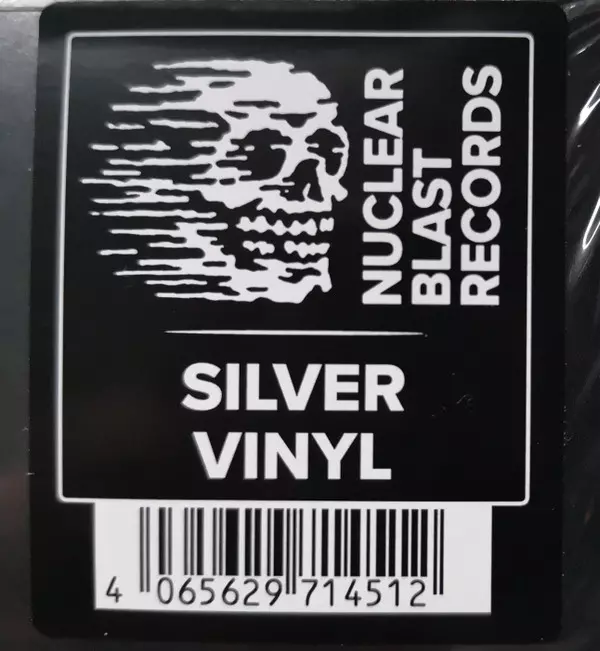 NUCLEAR
BLAST
RECORDS
SILVER
VINYL
4 065629 714512